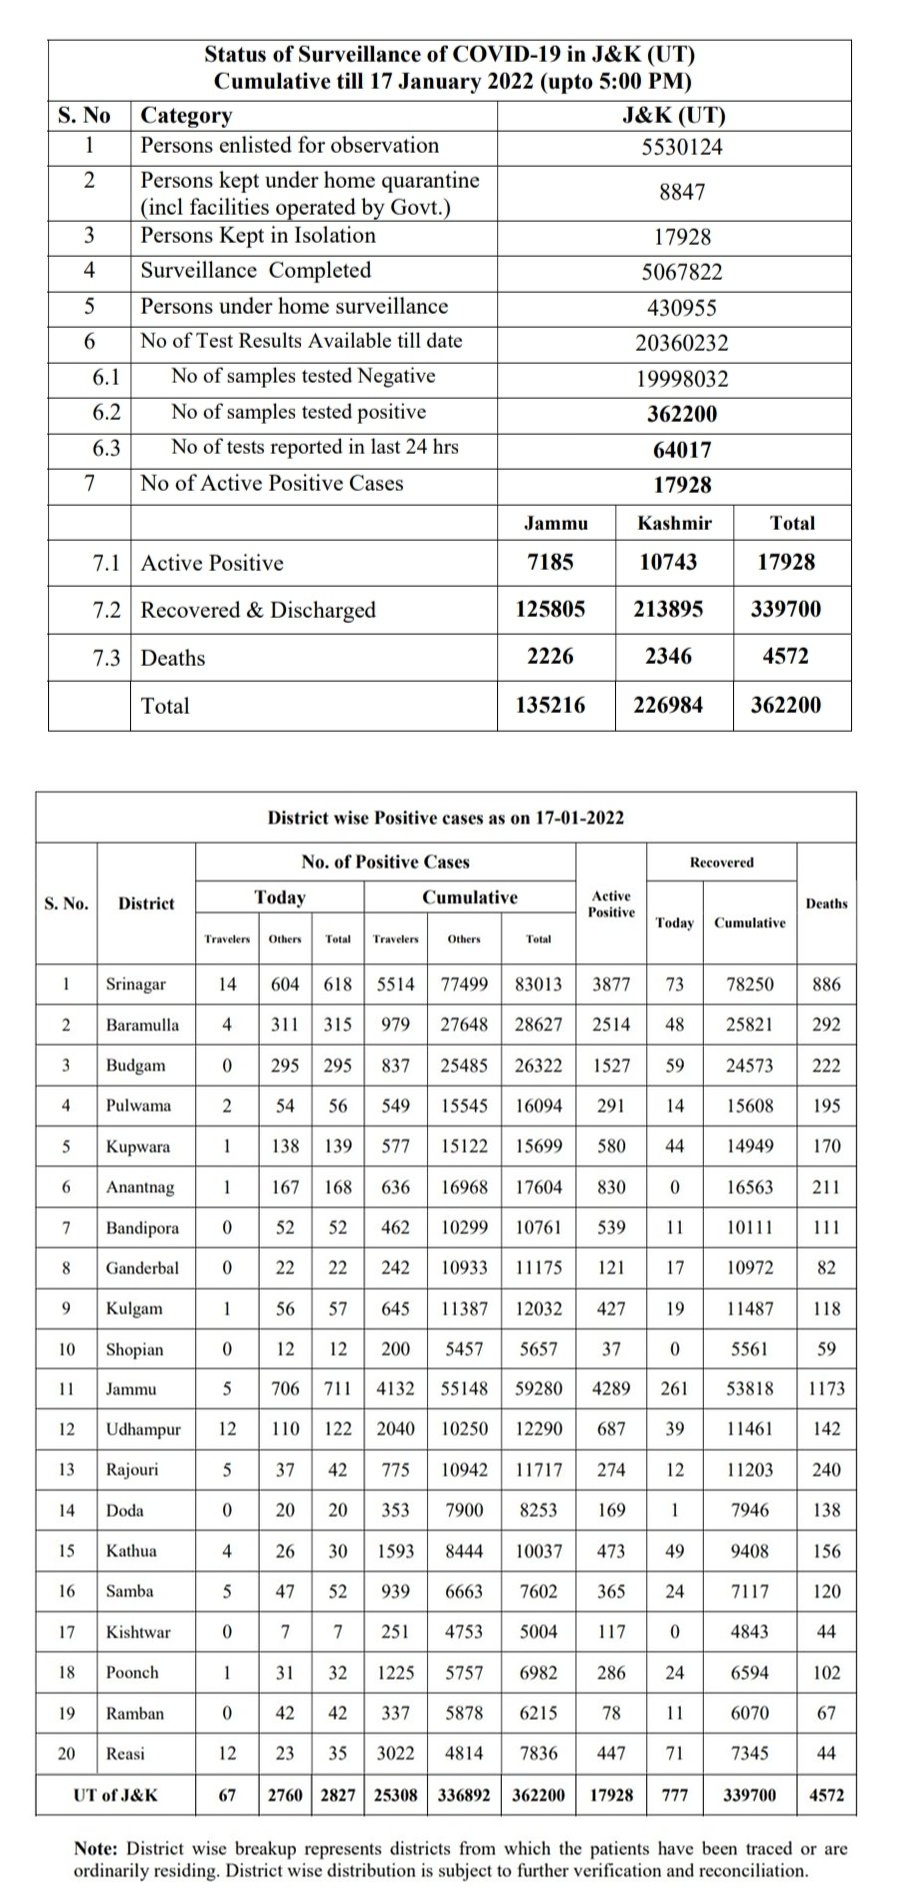 Status of Surveillance of COVID-19 in J&K (UT)
Cumulative till 17 January 2022 (upto 5:00 PM)
S. No Category J&K (UT)
1 Persons enlisted for observation 5530124
2 Persons kept under home quarantine
(incl facilities operated by Govt.) 8847
3 Persons Kept in Isolation 17928
4 Surveillance Completed 5067822
5 Persons under home surveillance 430955
6 No of Test Results Available till date 20360232
6.1 No of samples tested Negative 19998032
6.2 No of samples tested positive 362200
6.3 No of tests reported in last 24 hrs 64017
7 No of Active Positive Cases 17928
Jammu Kashmir Total
7.1 Active Positive 7185 10743 17928
7.2 Recovered & Discharged 125805 213895 339700
7.3 Deaths 2226 2346 4572
Total 135216 226984 362200
District wise Positive cases as on 17-01-2022
No. of Positive Cases Recovered
S. No. District Today Cumulative Active
Positive Deaths
Today Cumulative
Travelers Others Total Travelers Others Total
1 Srinagar 14 604 618 5514 77499 83013 3877 73 78250 886
2 Baramulla 4 311 315 979 27648 28627 2514 48 25821 292
3 Budgam 0 295 295 837 25485 26322 1527 59 24573 222
4 Pulwama 2 54 56 549 15545 16094 291 14 15608 195
5 Kupwara 1 138 139 577 15122 15699 580 44 14949 170
6 Anantnag 1 167 168 636 16968 17604 830 0 16563 211
7 Bandipora 0 52 52 462 10299 10761 539 11 10111 111
8 Ganderbal 0 22 22 242 10933 11175 121 17 10972 82
9 Kulgam 1 56 57 645 11387 12032 427 19 11487 118
10 Shopian 0 12 12 200 5457 5657 37 0 5561 59
11 Jammu 5 706 711 4132 55148 59280 4289 261 53818 1173
12 Udhampur 12 110 122 2040 10250 12290 687 39 11461 142
13 Rajouri 5 37 42 775 10942 11717 274 12 11203 240
14 Doda 0 20 20 353 7900 8253 169 1 7946 138
15 Kathua 4 26 30 1593 8444 10037 473 49 9408 156
16 Samba 5 47 52 939 6663 7602 365 24 7117 120
17 Kishtwar 0 7 7 251 4753 5004 117 0 4843 44
18 Poonch 1 31 32 1225 5757 6982 286 24 6594 102
19 Ramban 0 42 42 337 5878 6215 78 11 6070 67
20 Reasi 12 23 35 3022 4814 7836 447 71 7345 44
UT of J&K 67 2760 2827 25308 336892 362200 17928 777 339700 4572
Note: District wise breakup represents districts from which the patients have been traced or are
ordinarily residing. District wise distribution is subject to further verification and reconciliation.